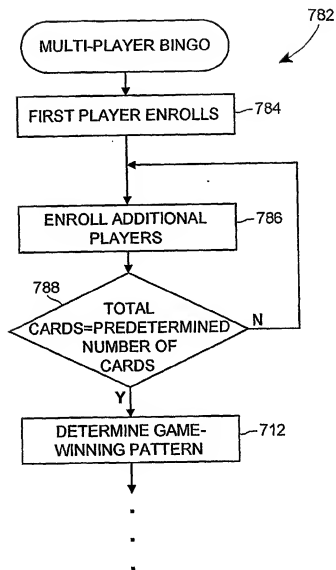 782
MULTI-PLAYER BINGO
FIRST PLAYER ENROLLS
784
ENROLL ADDITIONAL
PLAYERS
786
788
TOTAL
CARDS=PREDETERMINED
NUMBER OF
CARDS
N
Y
DETERMINE GAME-
WINNING PATTERN
712